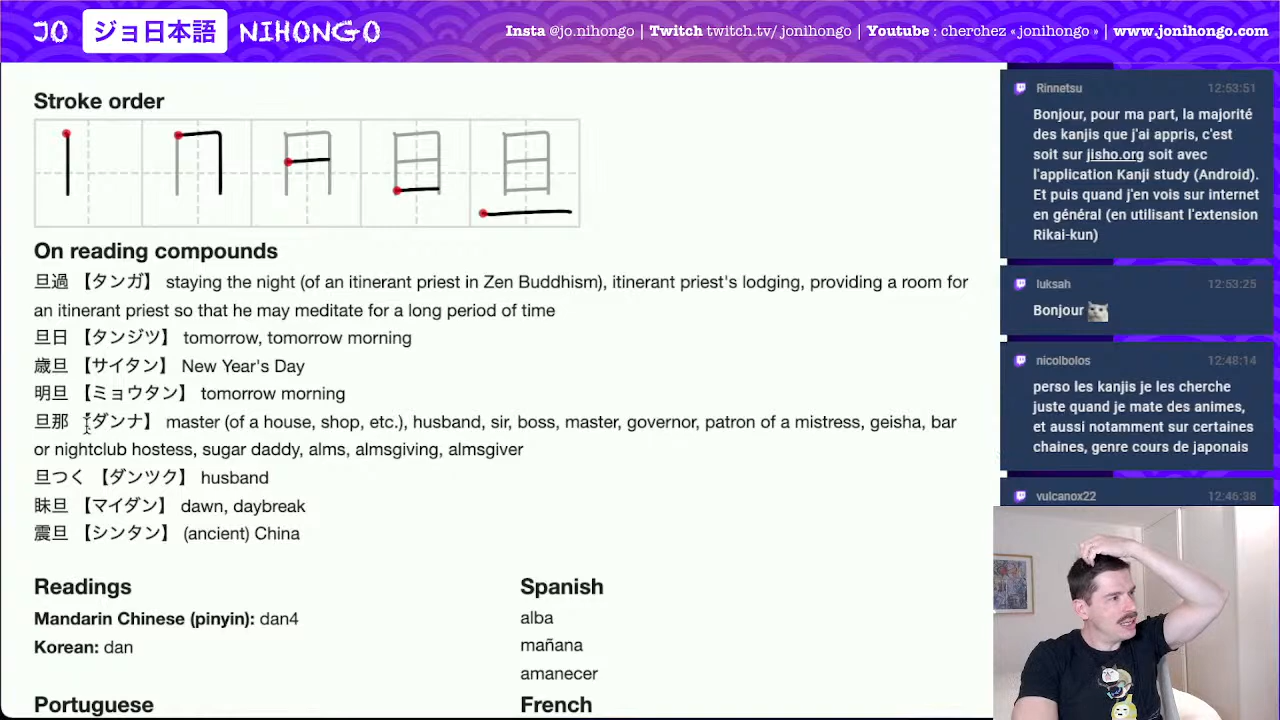 JO ジョ日本語 NIHONGO
Insta @jo.nihongo | Twitch twitch.tv/ jonihongo | Youtube : cherchez « jonihongo » | www.jonihongo.com
Stroke order
On reading compounds
旦過 【タンガ】 staying the night (of an itinerant priest in Zen Buddhism), itinerant priest's lodging, providing a room for
an itinerant priest so that he may meditate for a long period of time
旦日 【タンジツ】 tomorrow, tomorrow morning
歳旦 【サイタン】 New Year's Day
明旦 【ミョウタン】 tomorrow morning
旦那 【ダンナ】 master (of a house, shop, etc.), husband, sir, boss, master, governor, patron of a mistress, geisha, bar
or nightclub hostess, sugar daddy, alms, almsgiving, almsgiver
旦つく 【ダンツク】 husband
昧旦 【マイダン】 dawn, daybreak
震旦 【シンタン】 (ancient) China
Readings
Mandarin Chinese (pinyin): dan4
Korean: dan
Spanish
alba
mañana
amanecer
Portuguese
French
Rinnetsu 12:53:51
Bonjour, pour ma part, la majorité
des kanjis que j'ai appris, c'est
soit sur jisho.org soit avec
l'application Kanji study (Android).
Et puis quand j'en vois sur internet
en général (en utilisant l'extension
Rikai-kun)
luksah 12:53:25
Bonjour
nicolbolos 12:48:14
perso les kanjis je les cherche
juste quand je mate des animes,
et aussi notamment sur certaines
chaines, genre cours de japonais
vulcanox22 12:46:38